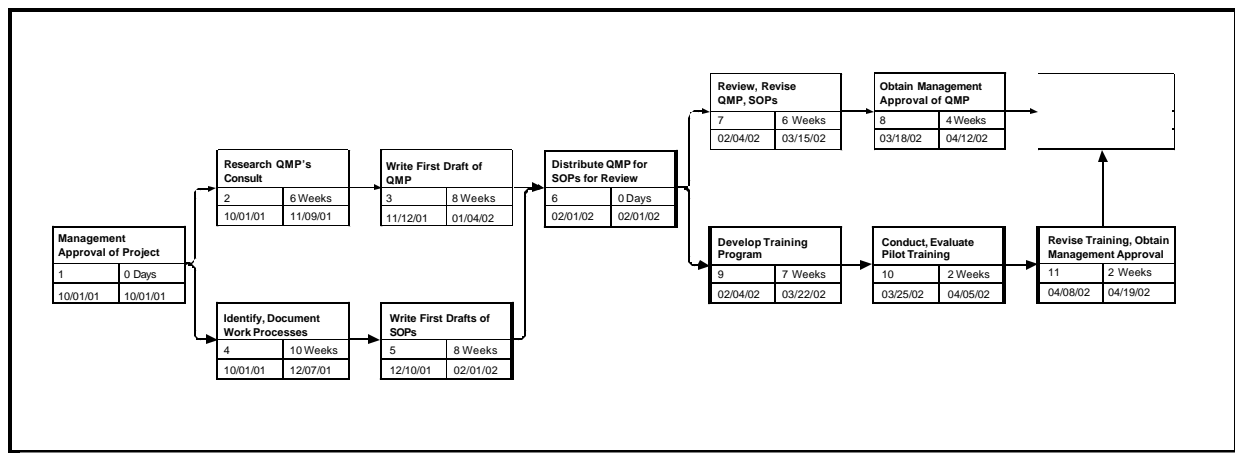 Management
Approval of Project
1
0 Days
10/01/01
10/01/01
Research QMP's
Consult
2
6 Weeks
10/01/01
11/09/01
Write First Draft of
QMP
3
8 Weeks
11/12/01
01/04/02
Identify, Document
Work Processes
4
10 Weeks
10/01/01
12/07/01
Write First Drafts of
SOPs
5
8 Weeks
12/10/01
02/01/02
Distribute QMP for
SOPs for Review
6
0 Days
02/01/02
02/01/02
Review, Revise
QMP, SOPs
7
6 Weeks
02/04/02
03/15/02
Obtain Management
Approval of QMP
8
4 Weeks
03/18/02
04/12/02
Develop Training
Program
9
7 Weeks
02/04/02
03/22/02
Conduct, Evaluate
Pilot Training
10
2 Weeks
03/25/02
04/05/02
Revise Training, Obtain
Management Approval
11
2 Weeks
04/08/02
04/19/02